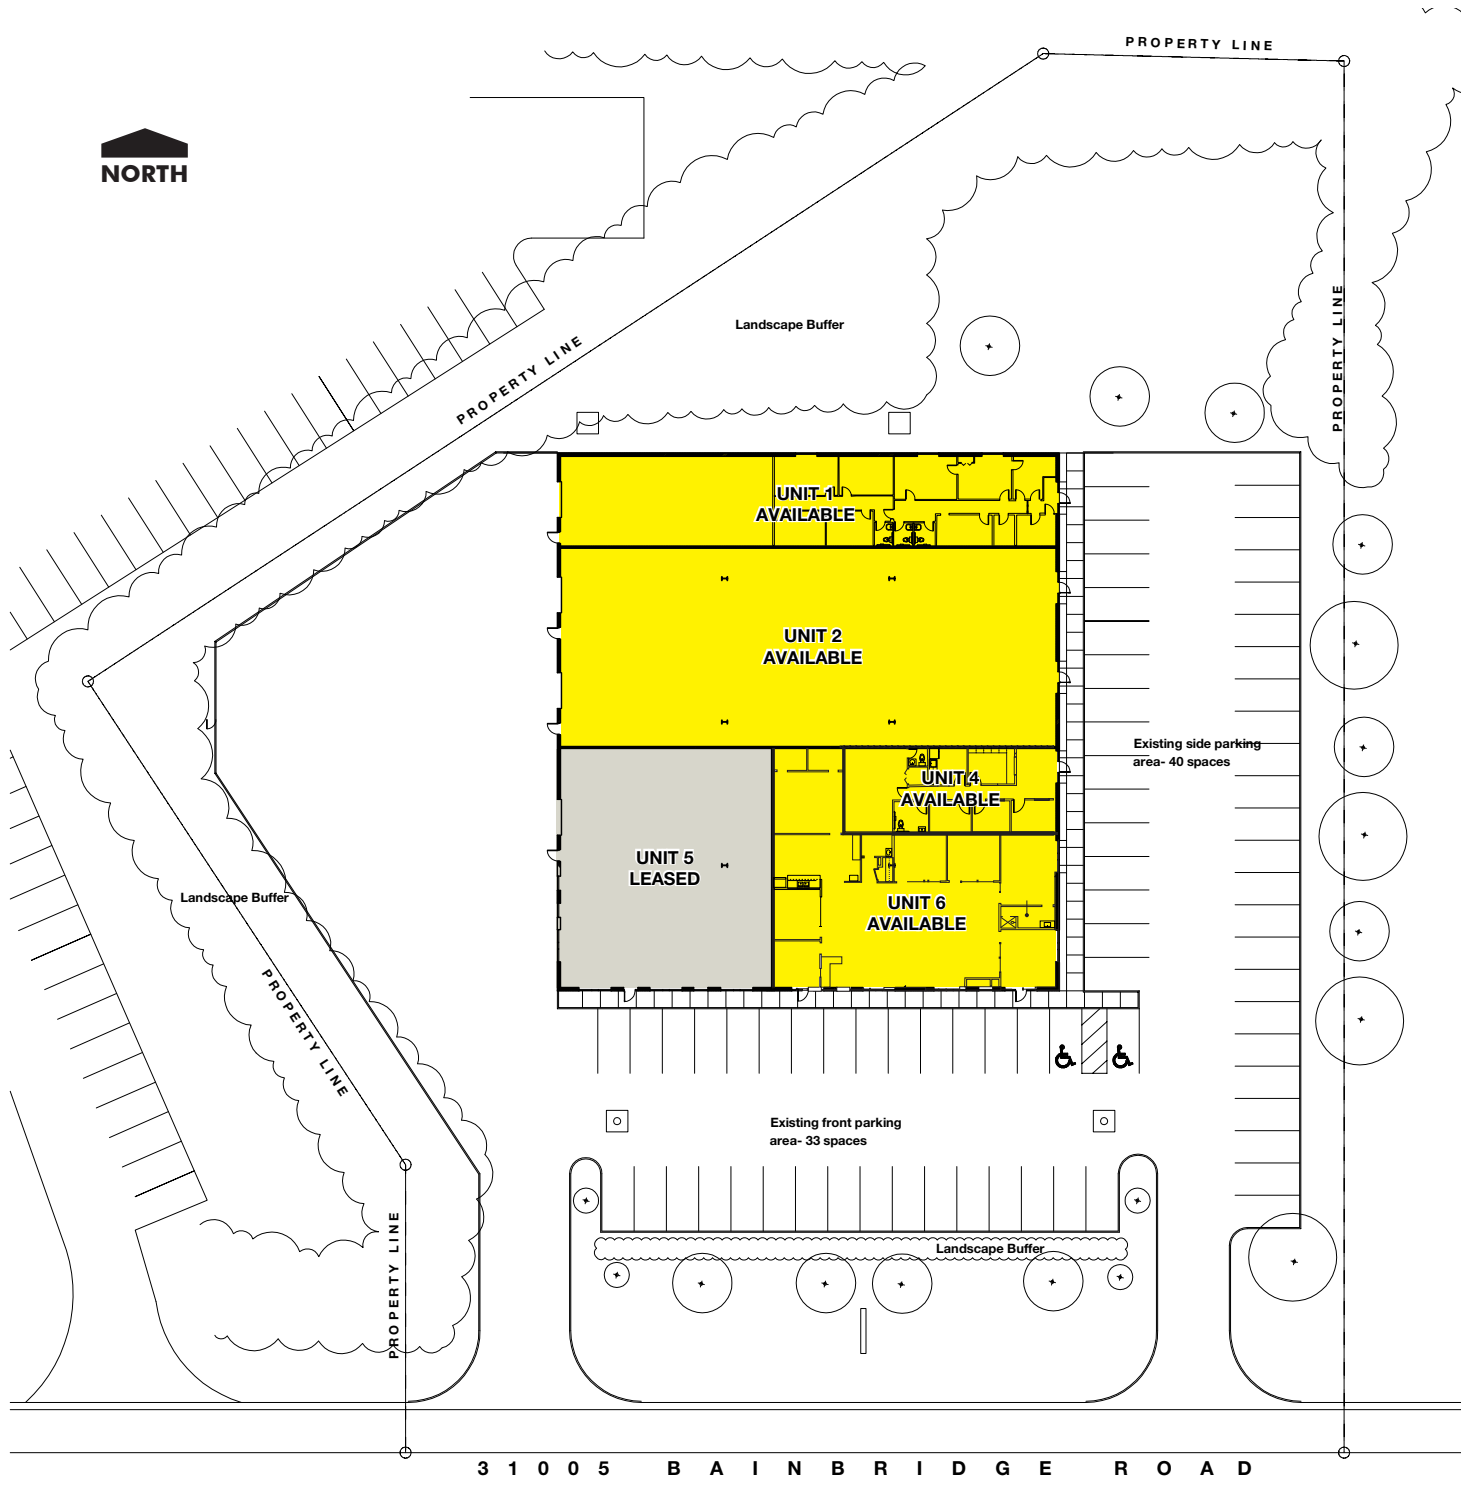 PROPERTY LINE
NORTH
PROPERTY LINE
Landscape Buffer
PROPERTY LINE
UNIT 1
AVAILABLE
UNIT 2
AVAILABLE
Existing side parking
area- 40 spaces
UNIT 4
AVAILABLE
UNIT 5
LEASED
UNIT 6
AVAILABLE
Landscape Buffer
PROPERTY LINE
Existing front parking
area- 33 spaces
PROPERTY LINE
Landscape Buffer
31005 BAINBRIDGE ROAD